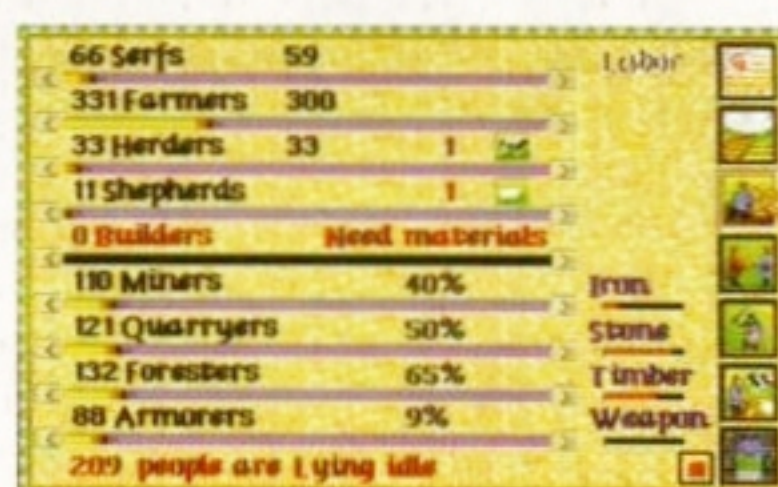 66 Serfs 59
Labor
331 Farmers 300
33 Herders 33 1
11 Shepherds 1
0 Builders Need materials
110 Miners 40% Iron
121 Quarryers 50% Stone
132 Foresters 65% Timber
88 Armorers 9% Weapon
209 people are Lying idle